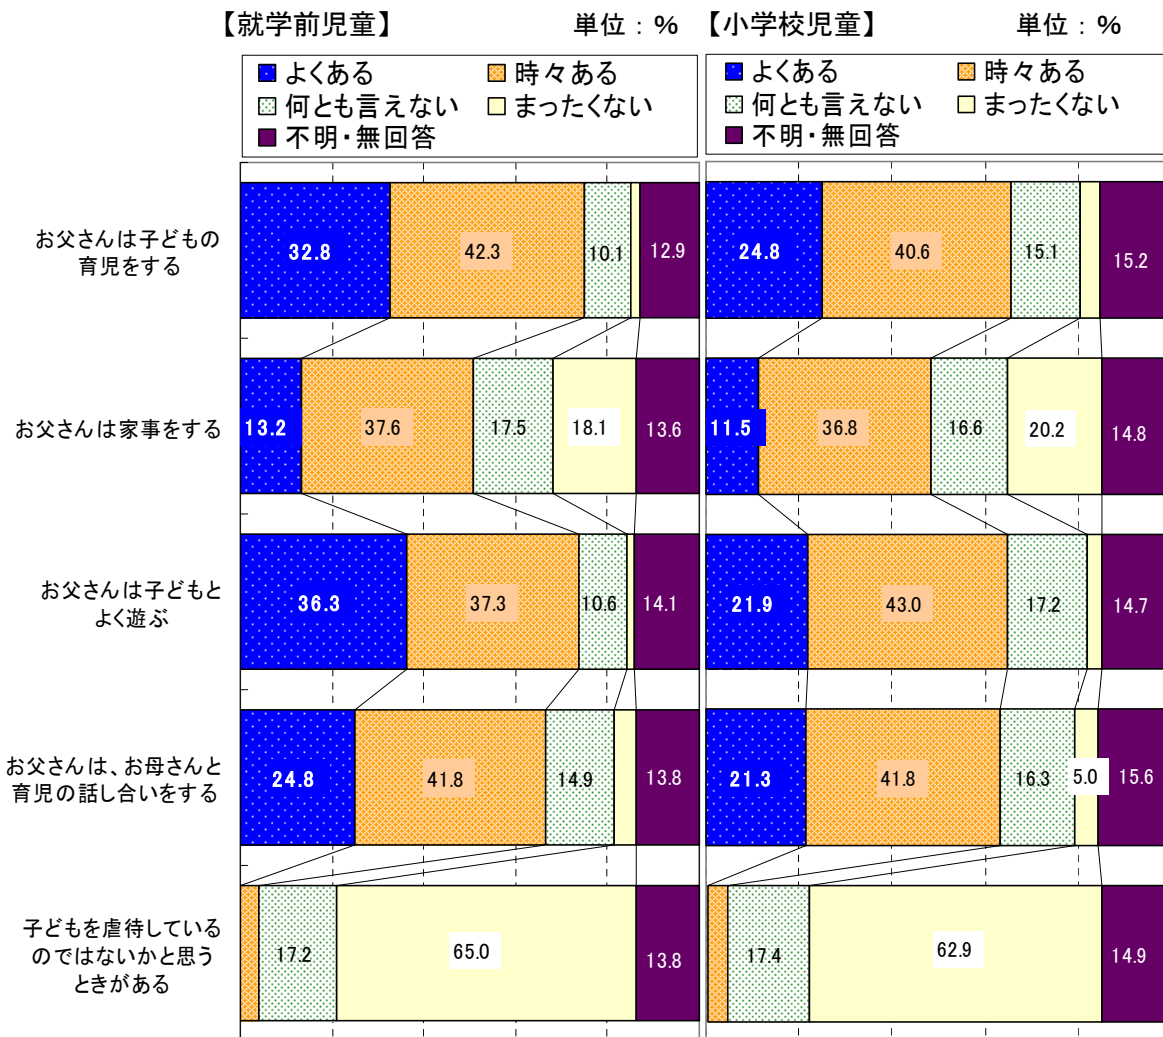 【就学前児童】 単位：％ 【小学校児童】 単位：％
よくある 時々ある よくある 時々ある
何とも言えない まったくない 何とも言えない まったくない
不明・無回答 不明・無回答
お父さんは子どもの
育児をする
32.8 42.3 10.1 12.9 24.8 40.6 15.1 15.2
お父さんは家事をする 13.2 37.6 17.5 18.1 13.6 11.5 36.8 16.6 20.2 14.8
お父さんは子どもと
よく遊ぶ
36.3 37.3 10.6 14.1 21.9 43.0 17.2 14.7
お父さんは、お母さんと
育児の話し合いをする
24.8 41.8 14.9 13.8 21.3 41.8 16.3 5.0 15.6
子どもを虐待している
のではないかと思う
ときがある
17.2 65.0 13.8 17.4 62.9 14.9